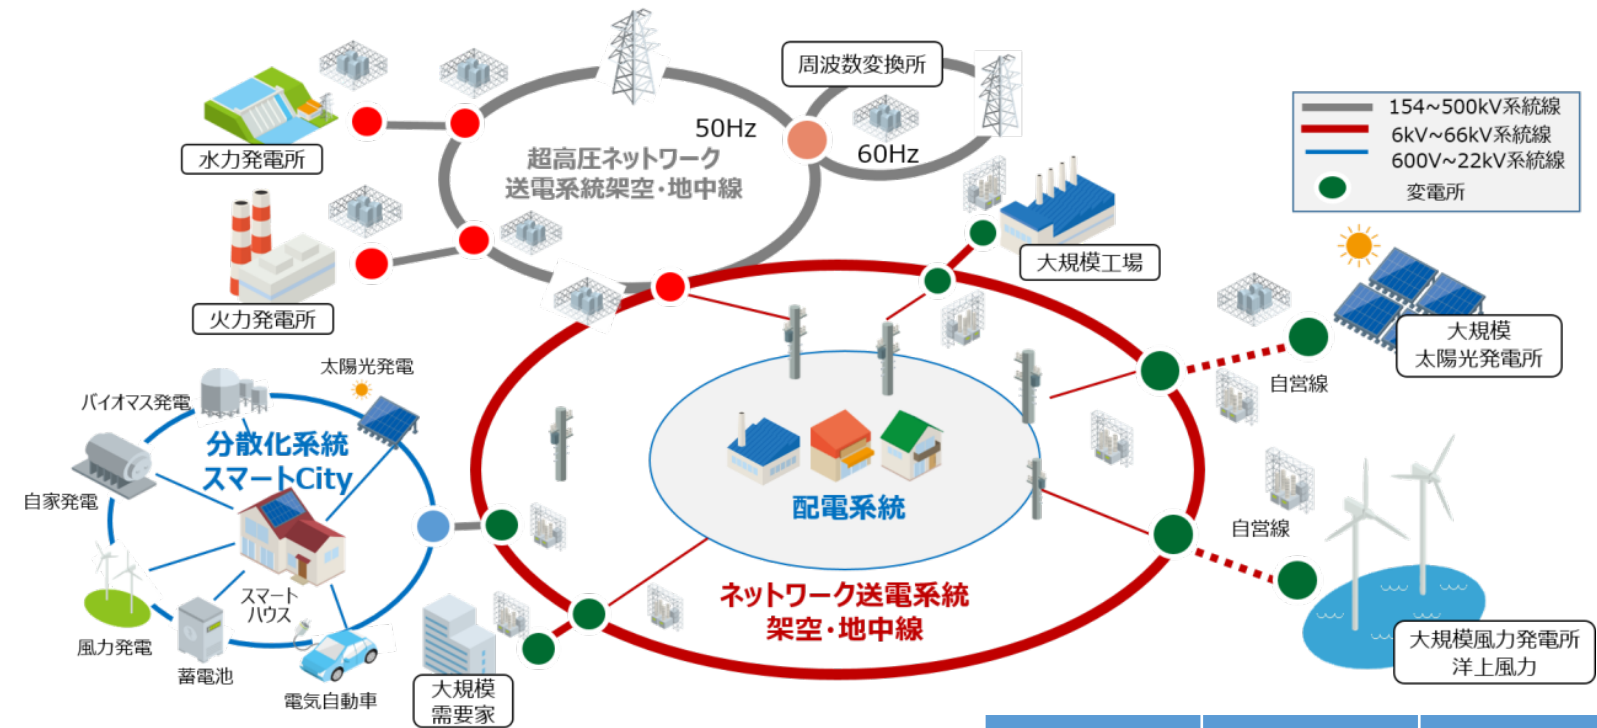 周波数変換所
50Hz
60Hz
154~500kV系統線
6kV~66kV系統線
600V~22kV系統線
変電所
水力発電所
超高圧ネットワーク
送電系統架空・地中線
大規模工場
火力発電所
大規模
太陽光発電所
自営線
太陽光発電
バイオマス発電
分散化系統
スマートCity
自家発電
配電系統
自営線
スマート
ハウス
ネットワーク送電系統
架空・地中線
風力発電
蓄電池
電気自動車
大規模
需要家
大規模風力発電所
洋上風力